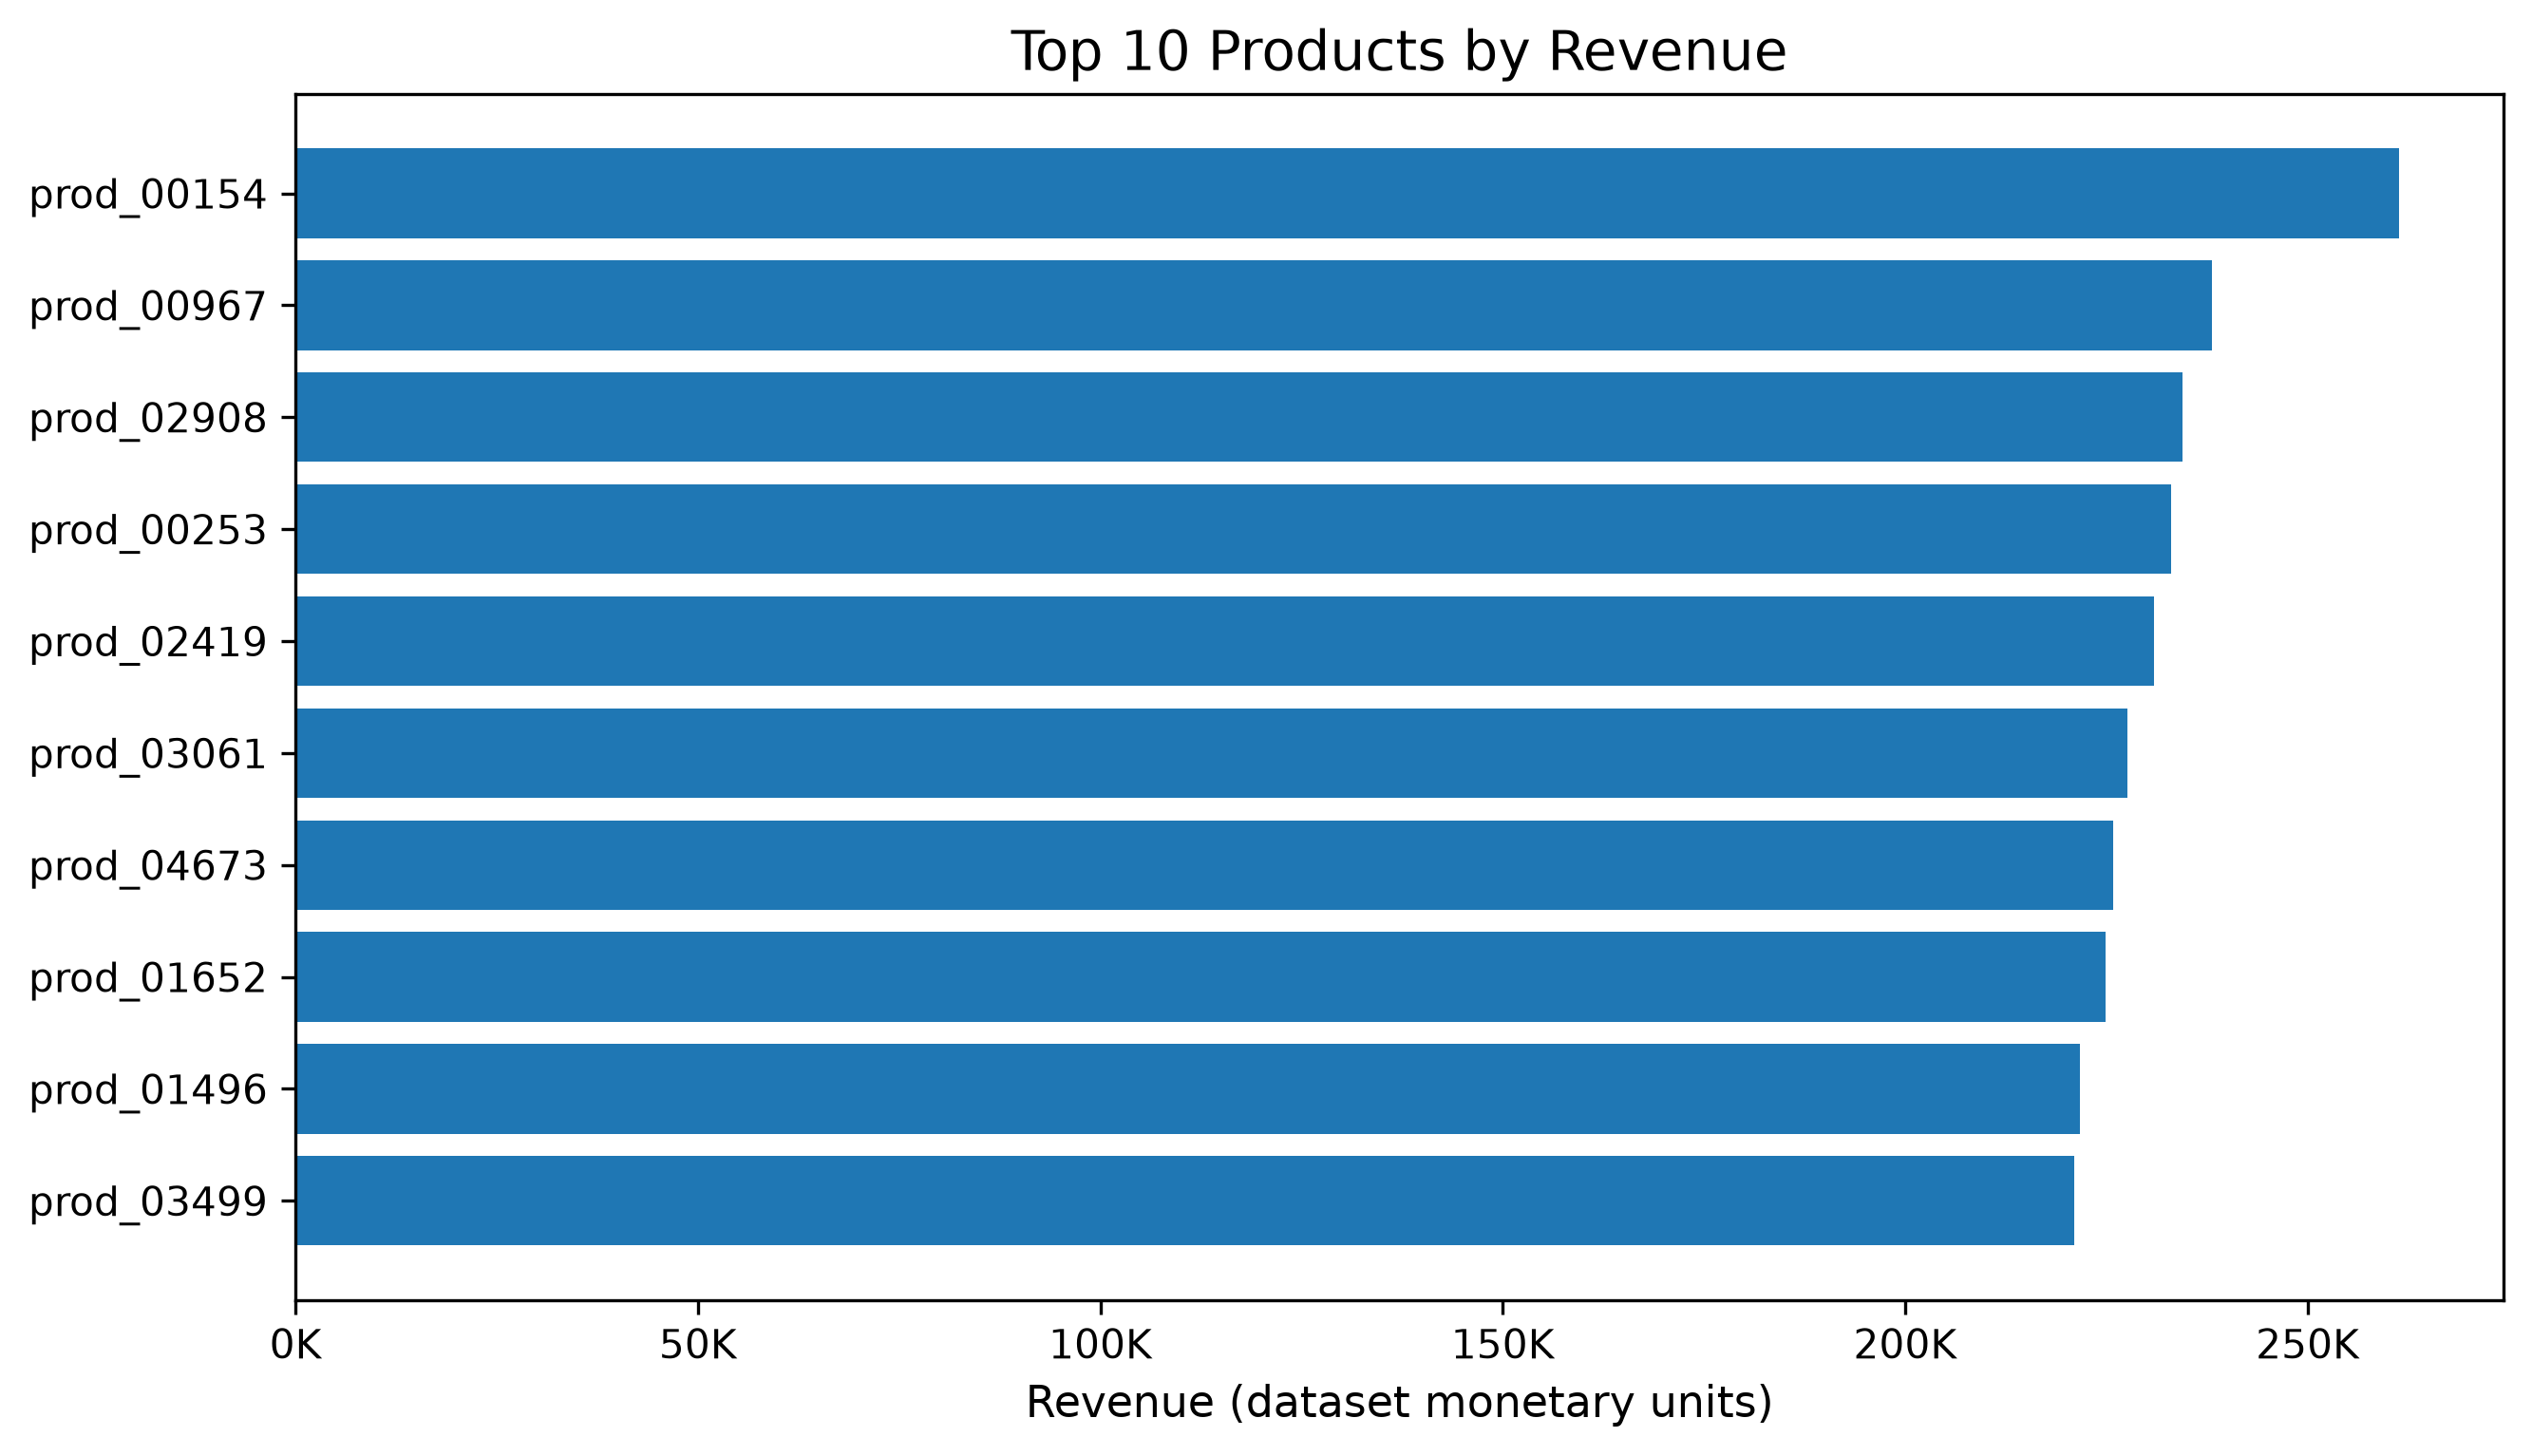 Top 10 Products by Revenue
prod_00154
prod_00967
prod_02908
prod_00253
prod_02419
prod_03061
prod_04673
prod_01652
prod_01496
prod_03499
0K 50K 100K 150K 200K 250K
Revenue (dataset monetary units)